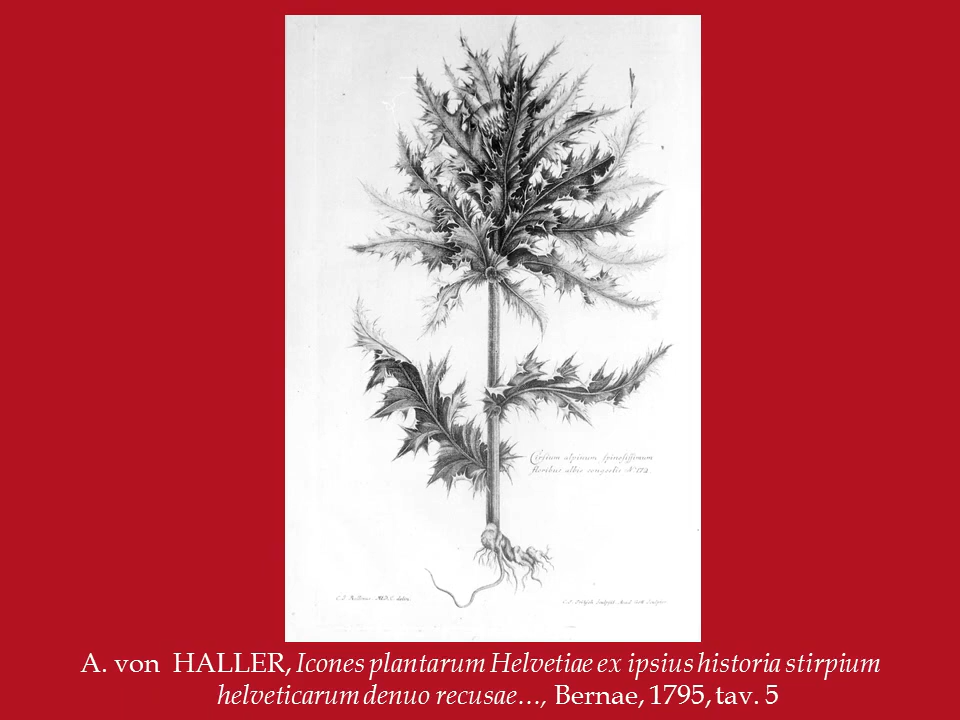 Cirsium alpinum spinosissimum
floribus albis congestis N. 172.
A. von HALLER, Icones plantarum Helvetiae ex ipsius historia stirpium
helveticarum denuo recusae…, Bernae, 1795, tav. 5